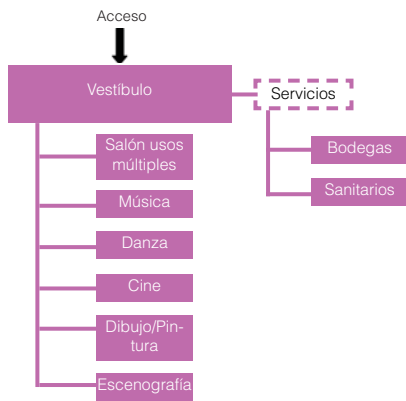 Acceso
Vestíbulo
Servicios
Salón usos
múltiples
Música
Danza
Cine
Dibujo/Pin-
tura
Escenografía
Bodegas
Sanitarios